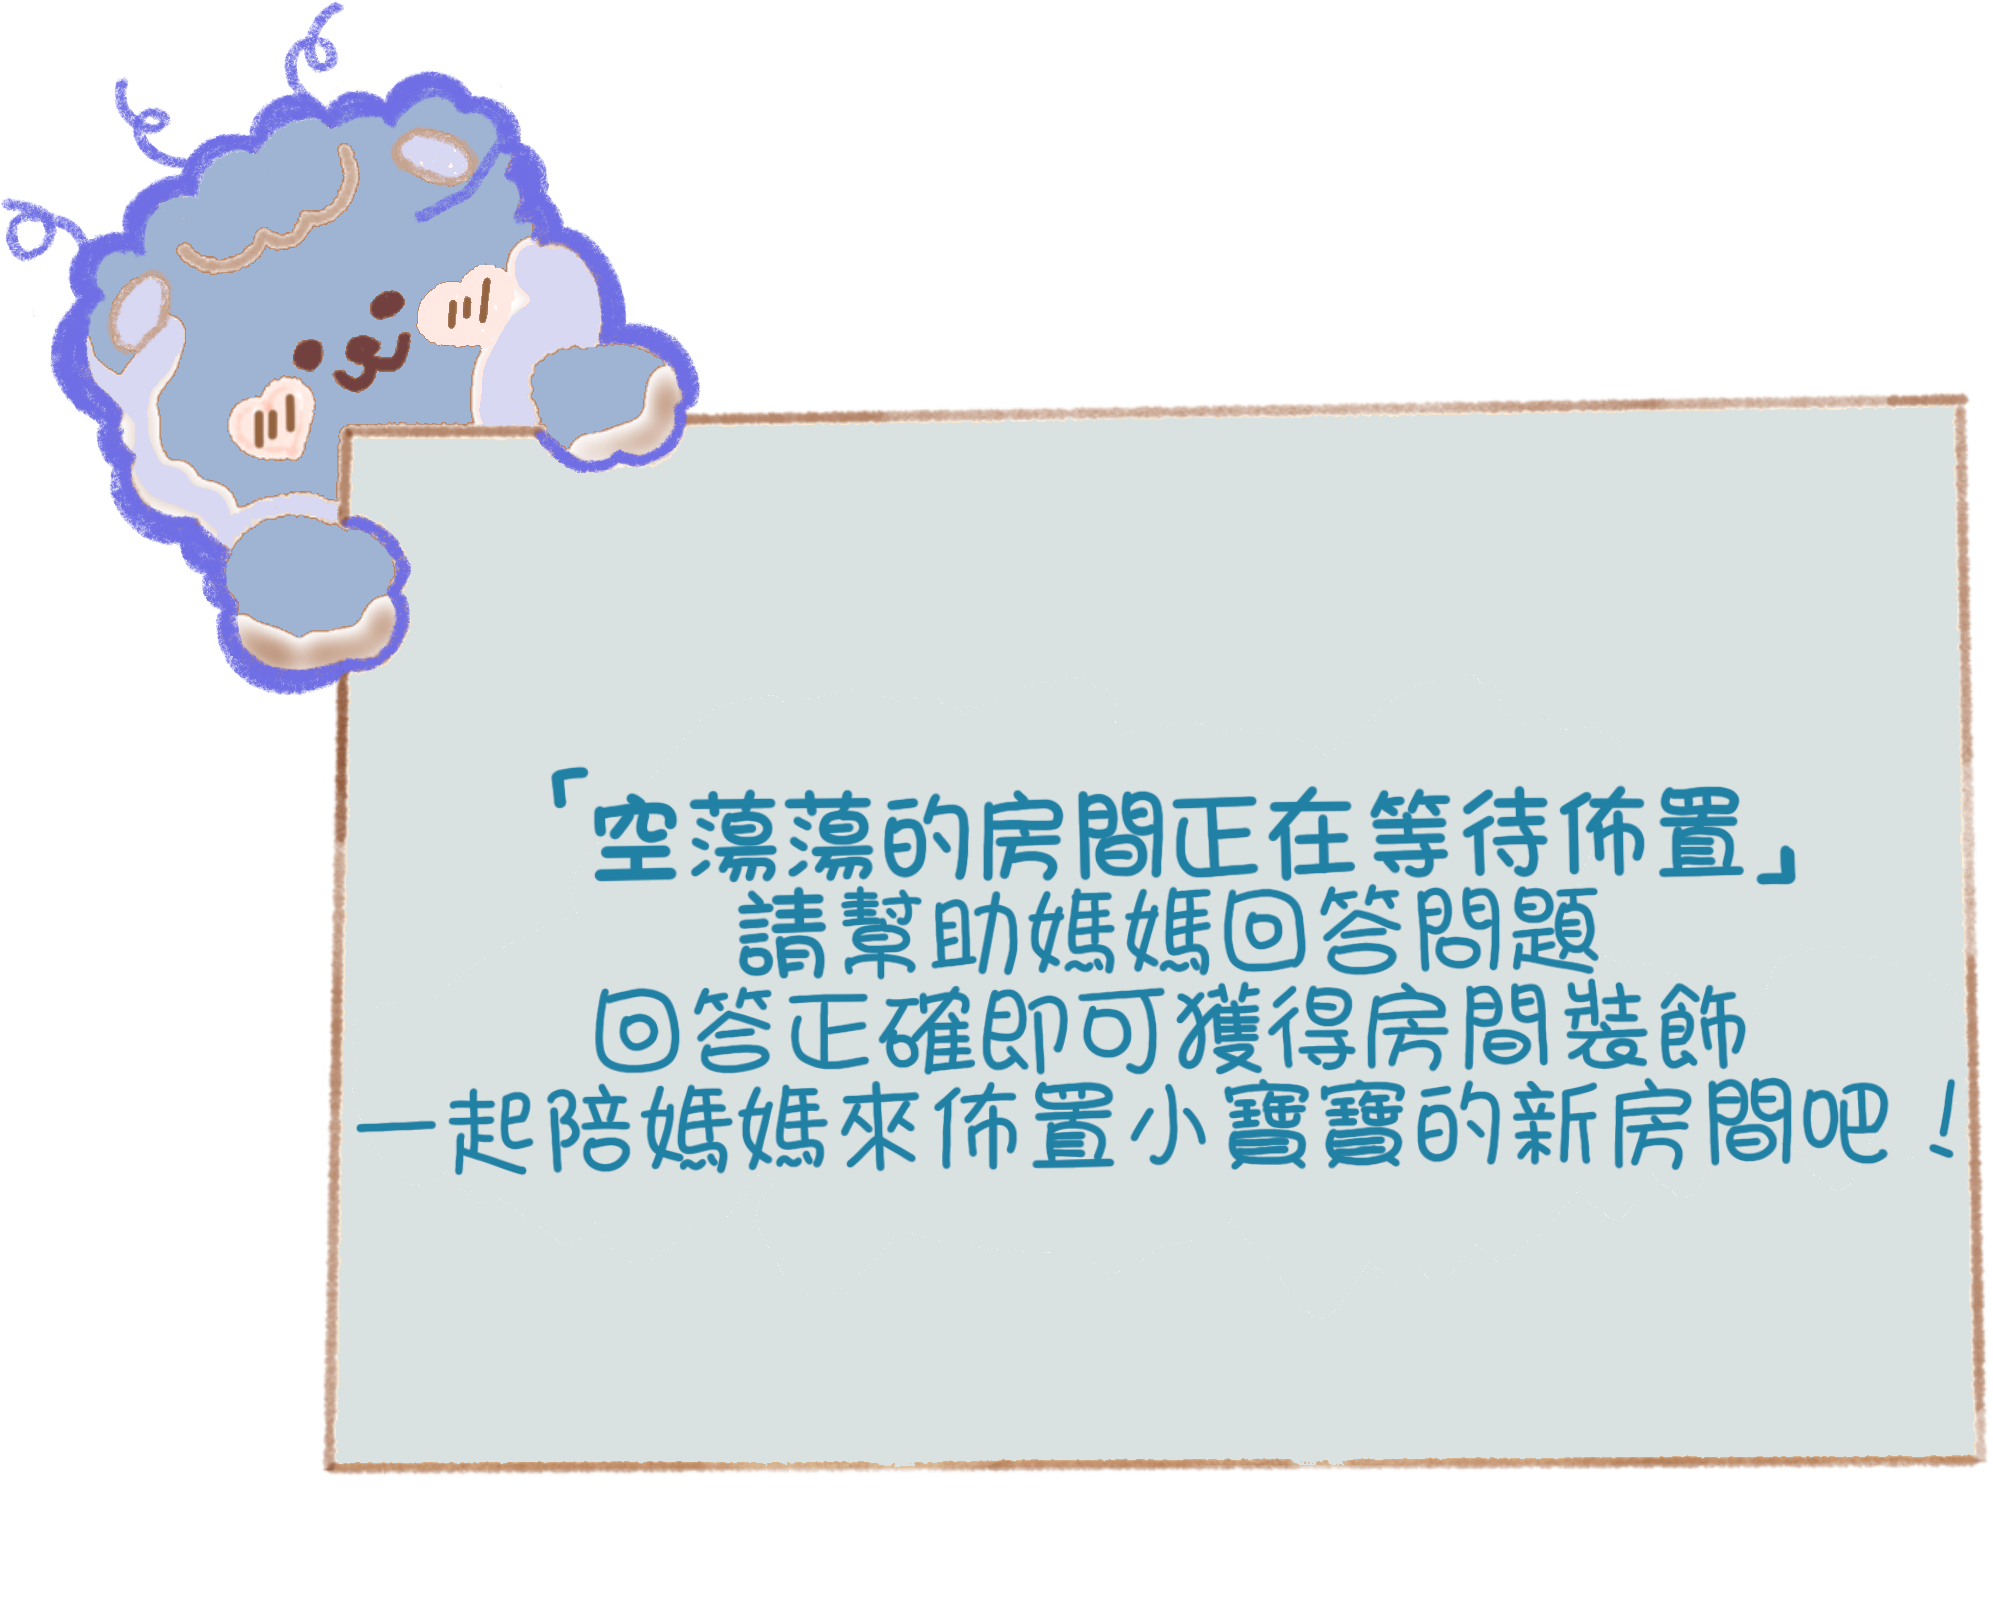 「空蕩蕩的房間正在等待佈置」
請幫助媽媽回答問題
回答正確即可獲得房間裝飾
一起陪媽媽來佈置小寶寶的新房間吧！